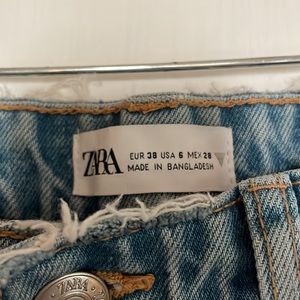 ZARA
EUR 38 USA 6 MEX 28
MADE IN BANGLADESH
ZARA